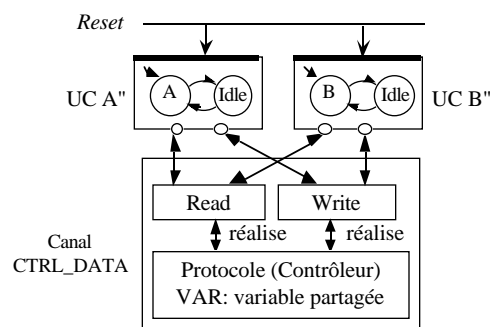 Reset
UC A"
A
Idle
B
Idle
UC B"
Read
Write
réalise
réalise
Canal
CTRL_DATA
Protocole (Contrôleur)
VAR: variable partagée